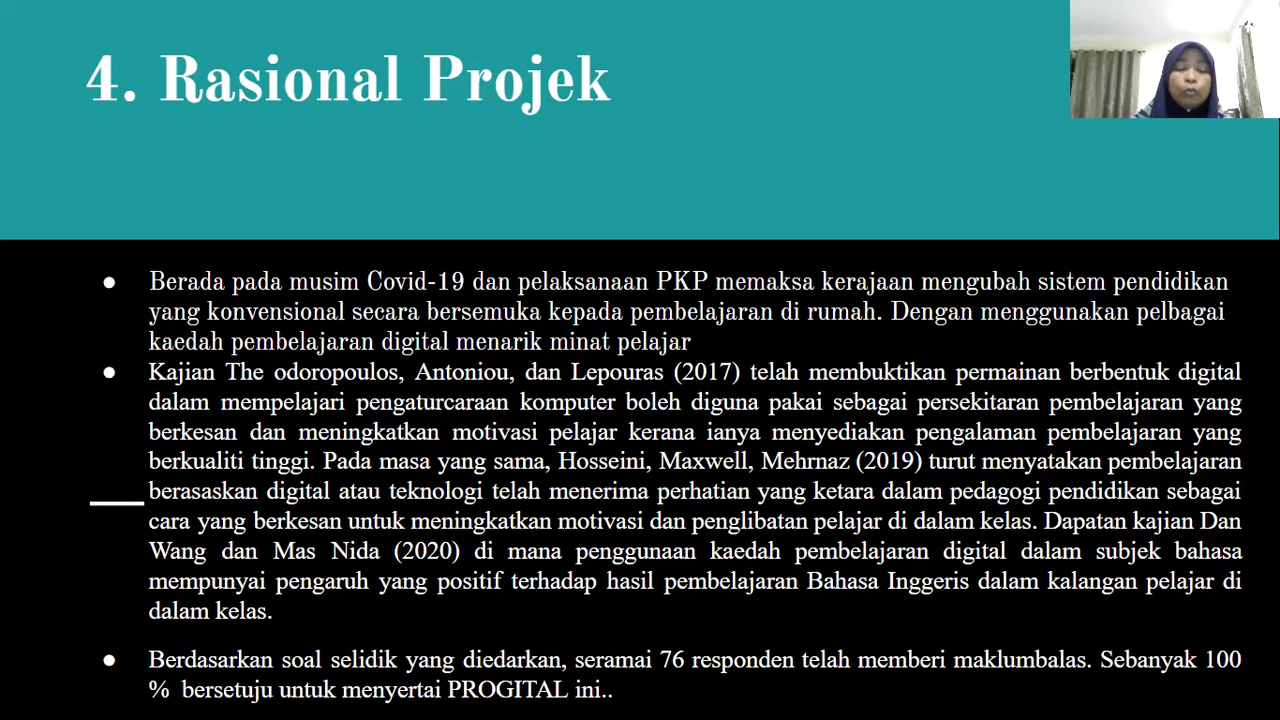 4. Rasional Projek
● Berada pada musim Covid-19 dan pelaksanaan PKP memaksa kerajaan mengubah sistem pendidikan
yang konvensional secara bersemuka kepada pembelajaran di rumah. Dengan menggunakan pelbagai
kaedah pembelajaran digital menarik minat pelajar
● Kajian The odoropoulos, Antoniou, dan Lepouras (2017) telah membuktikan permainan berbentuk digital
dalam mempelajari pengaturcaraan komputer boleh diguna pakai sebagai persekitaran pembelajaran yang
berkesan dan meningkatkan motivasi pelajar kerana ianya menyediakan pengalaman pembelajaran yang
berkualiti tinggi. Pada masa yang sama, Hosseini, Maxwell, Mehrnaz (2019) turut menyatakan pembelajaran
berasaskan digital atau teknologi telah menerima perhatian yang ketara dalam pedagogi pendidikan sebagai
cara yang berkesan untuk meningkatkan motivasi dan penglibatan pelajar di dalam kelas. Dapatan kajian Dan
Wang dan Mas Nida (2020) di mana penggunaan kaedah pembelajaran digital dalam subjek bahasa
mempunyai pengaruh yang positif terhadap hasil pembelajaran Bahasa Inggeris dalam kalangan pelajar di
dalam kelas.
● Berdasarkan soal selidik yang diedarkan, seramai 76 responden telah memberi maklumbalas. Sebanyak 100
% bersetuju untuk menyertai PROGITAL ini..